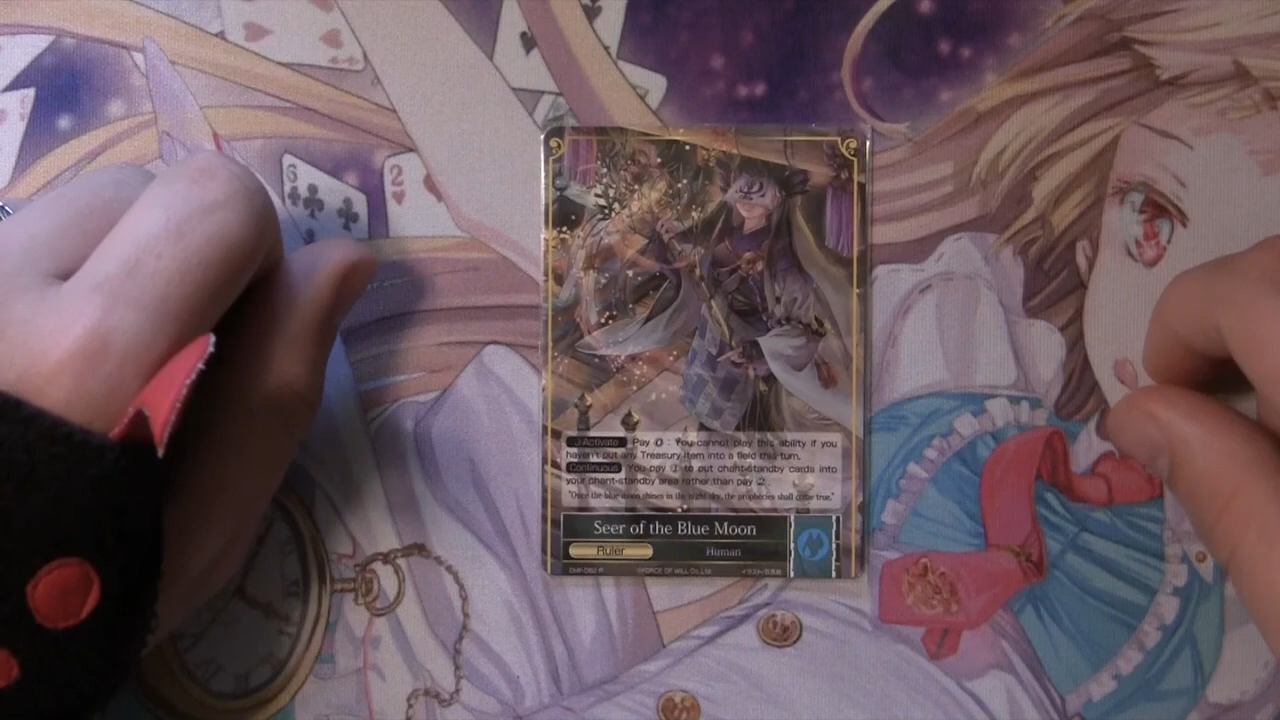 6
2
J-Activate Pay 0 : You cannot play this ability if you
haven't put any Treasury Item into a field this turn.
Continuous You pay 1 to put chant-standby cards into
your chant-standby area rather than pay 2.
"Once the blue moon shines in the night sky, the prophecies shall come true."
Seer of the Blue Moon
Ruler Human
©FORCE OF WILL Co.,Ltd.